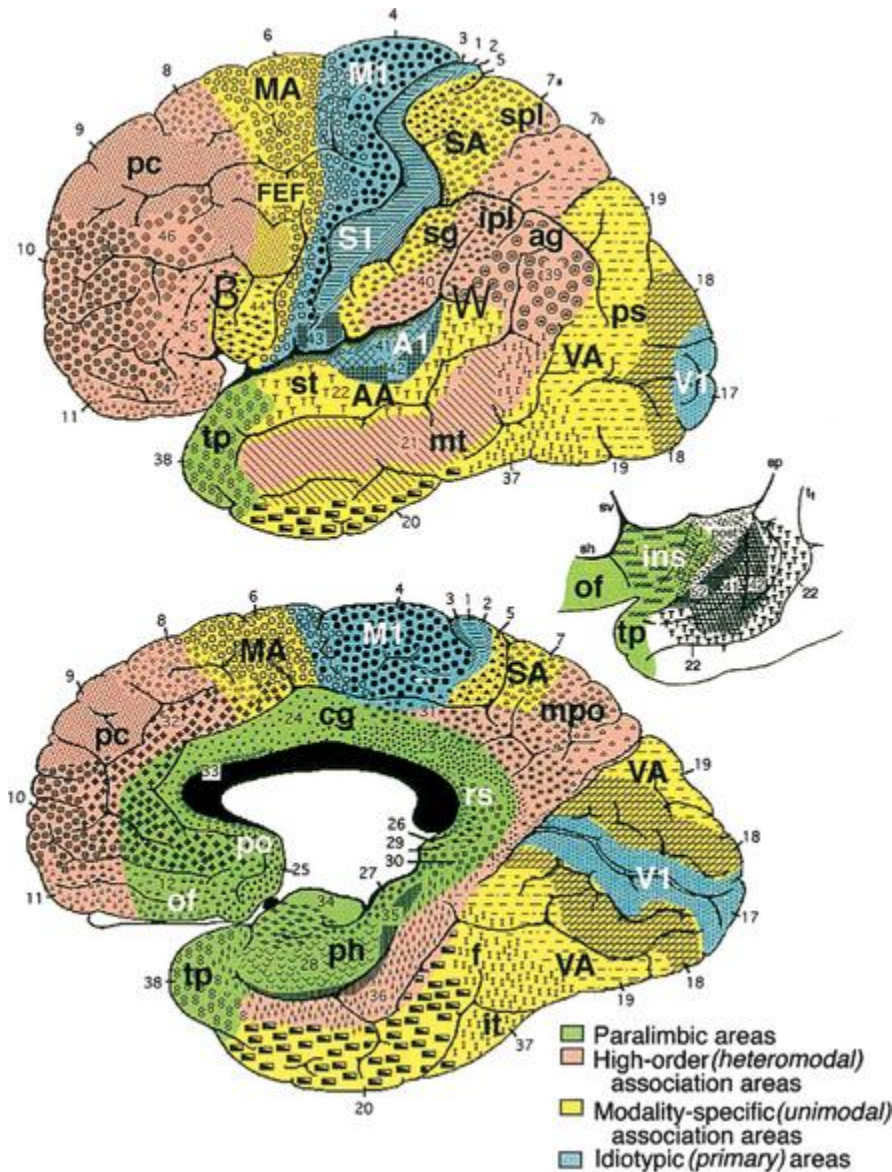 4
6
3
1
2
5
MA
M1
7a
8
spl
7b
9
pc
SA
19
FEF
46
S1
sg
ipl
ag
10
18
B
40
39
44
W
ps
45
43
41
A1
VA
V1
42
17
st
22
AA
11
tp
mt
38
21
18
37
19
20
sp
sv
sh
ins
of
22
tp
22
4
6
3
1
2
5
8
M1
7
MA
SA
9
32
31
mpo
cg
pc
24
23
VA
19
33
rs
10
26
18
po
29
25
30
27
V1
11
of
34
17
35
ph
28
f
VA
38
tp
36
18
19
it
37
20
Paralimbic areas
High-order (heteromodal)
association areas
Modality-specific (unimodal)
association areas
Idiotypic (primary) areas